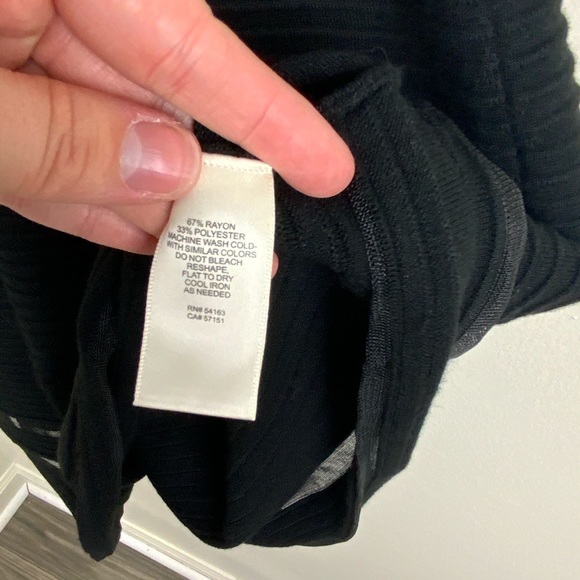 67% RAYON
33% POLYESTER
MACHINE WASH COLD-
WITH SIMILAR COLORS
DO NOT BLEACH
RESHAPE,
FLAT TO DRY
COOL IRON
AS NEEDED
RN# 54163
CA# 57151